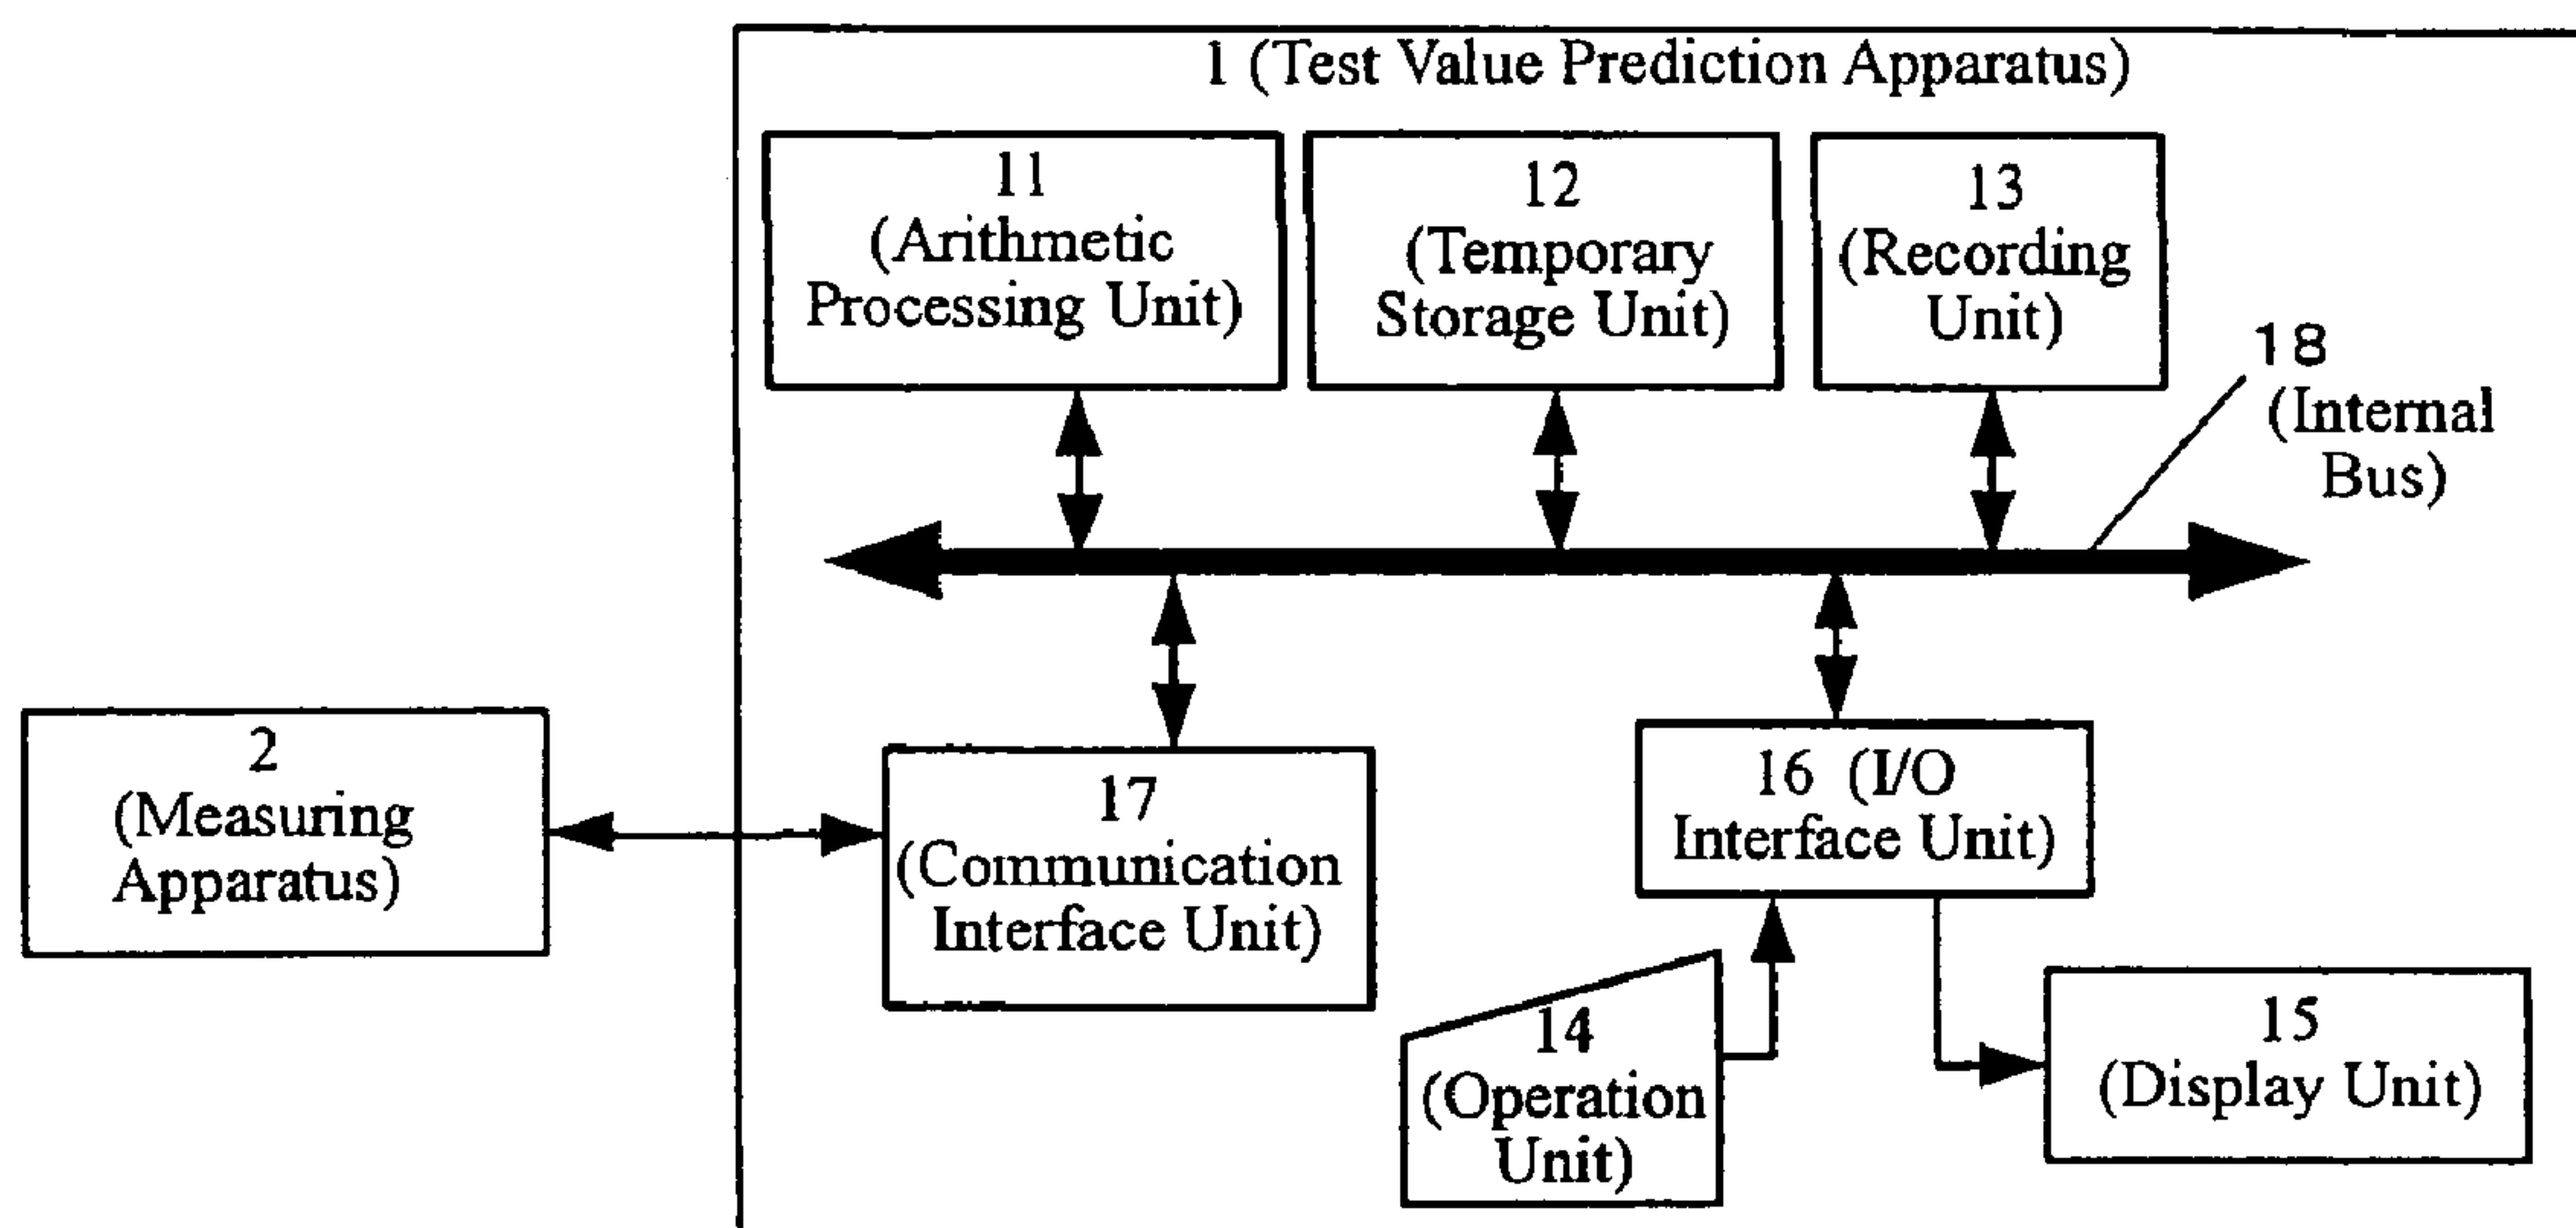 1 (Test Value Prediction Apparatus)
11
(Arithmetic
Processing Unit)
12
(Temporary
Storage Unit)
13
(Recording
Unit)
18
(Internal
Bus)
2
(Measuring
Apparatus)
17
(Communication
Interface Unit)
16 (I/O
Interface Unit)
14
(Operation
Unit)
15
(Display Unit)